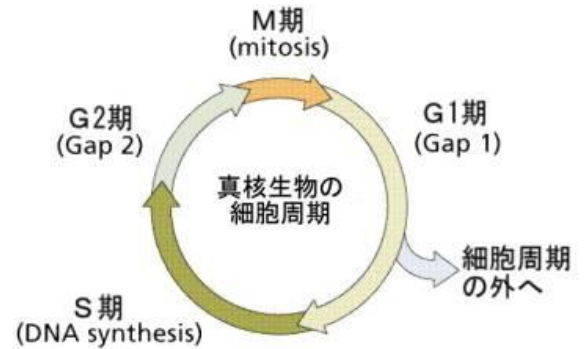 M期
(mitosis)
G1期
(Gap 1)
G2期
(Gap 2)
真核生物の
細胞周期
細胞周期
の外へ
S期
(DNA synthesis)